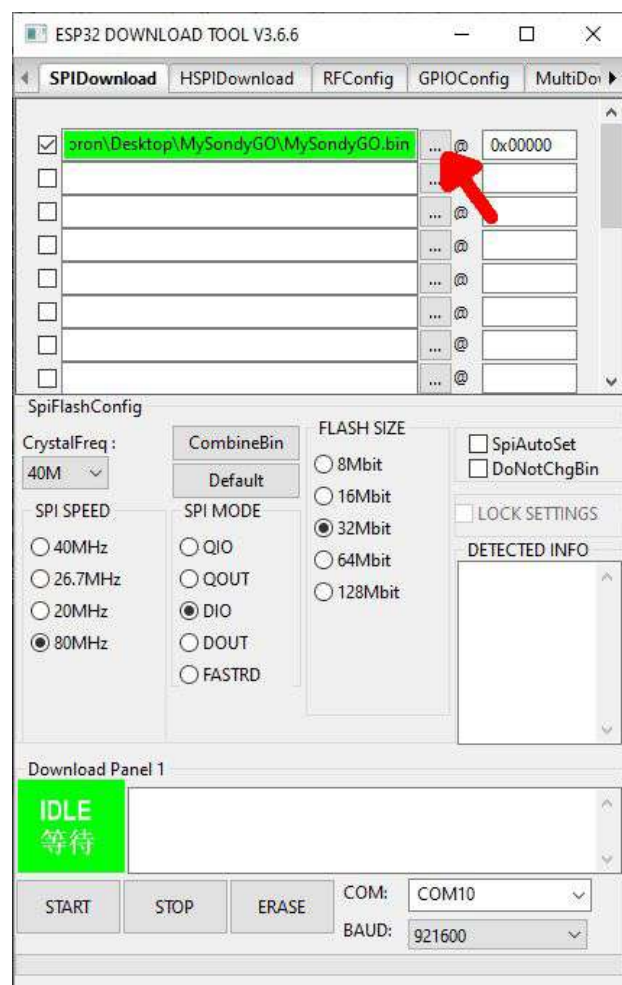 ESP32 DOWNLOAD TOOL V3.6.6
SPIDownload HSPIDownload RFConfig GPIOConfig
oron\Desktop\MySondyGO\MySondyGO.bin ... @ 0x00000
...
... @
... @
... @
... @
... @
... @
SpiFlashConfig
CrystalFreq :
40M
CombineBin
Default
SPI SPEED
40MHz
26.7MHz
20MHz
80MHz
SPI MODE
QIO
QOUT
DIO
DOUT
FASTRD
FLASH SIZE
8Mbit
16Mbit
32Mbit
64Mbit
128Mbit
SpiAutoSet
DoNotChgBin
LOCK SETTINGS
DETECTED INFO
Download Panel 1
IDLE
等待
START STOP ERASE
COM: COM10
BAUD: 921600